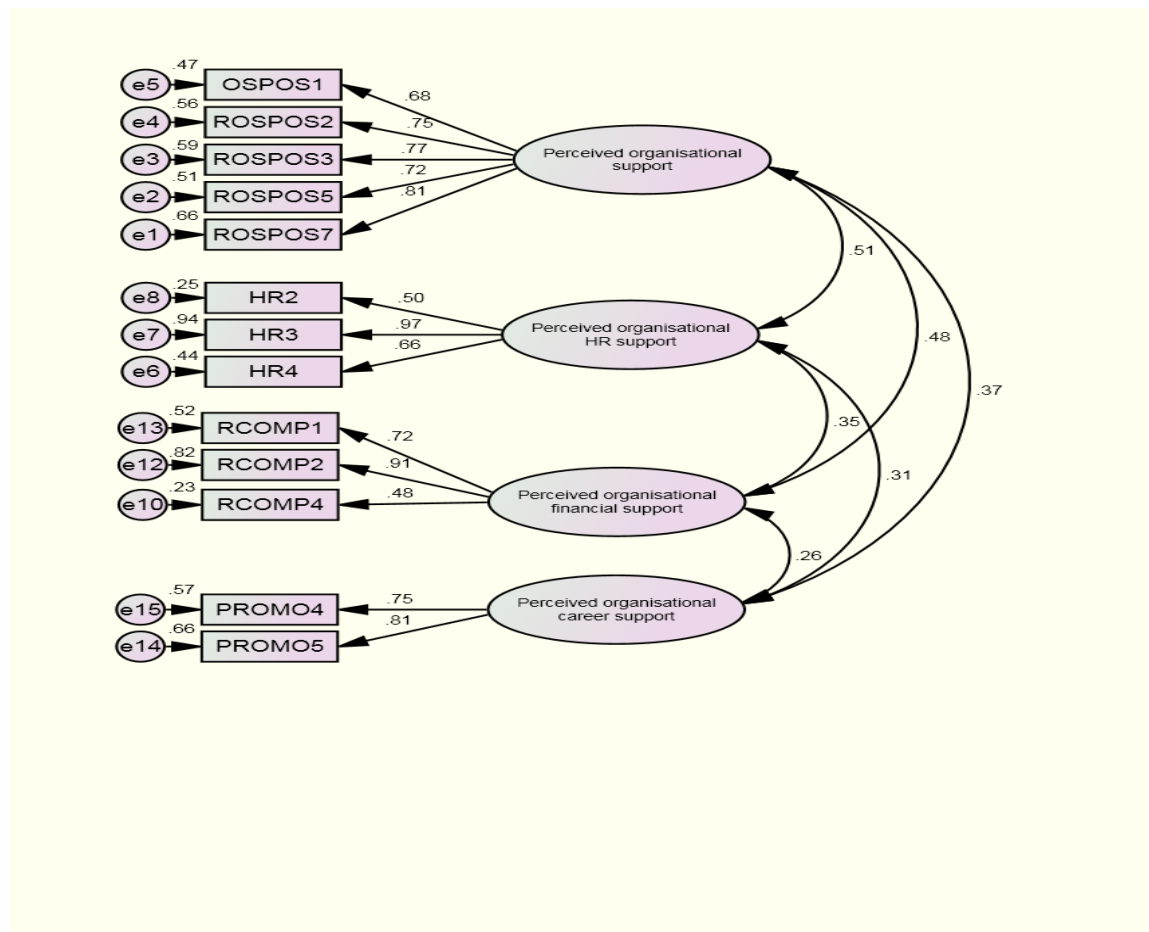 .47
e5 OSPOS1
.68
.56
e4 ROSPOS2
.75
.59
e3 ROSPOS3
.77
.51
e2 ROSPOS5
.72
.66
e1 ROSPOS7
.81
Perceived organisational
support
.51
.48
.37
.25
e8 HR2
.50
.94
e7 HR3
.97
.44
e6 HR4
.66
Perceived organisational
HR support
.35
.31
.52
e13 RCOMP1
.72
.82
e12 RCOMP2
.91
.23
e10 RCOMP4
.48
Perceived organisational
financial support
.26
.57
e15 PROMO4
.75
.66
e14 PROMO5
.81
Perceived organisational
career support